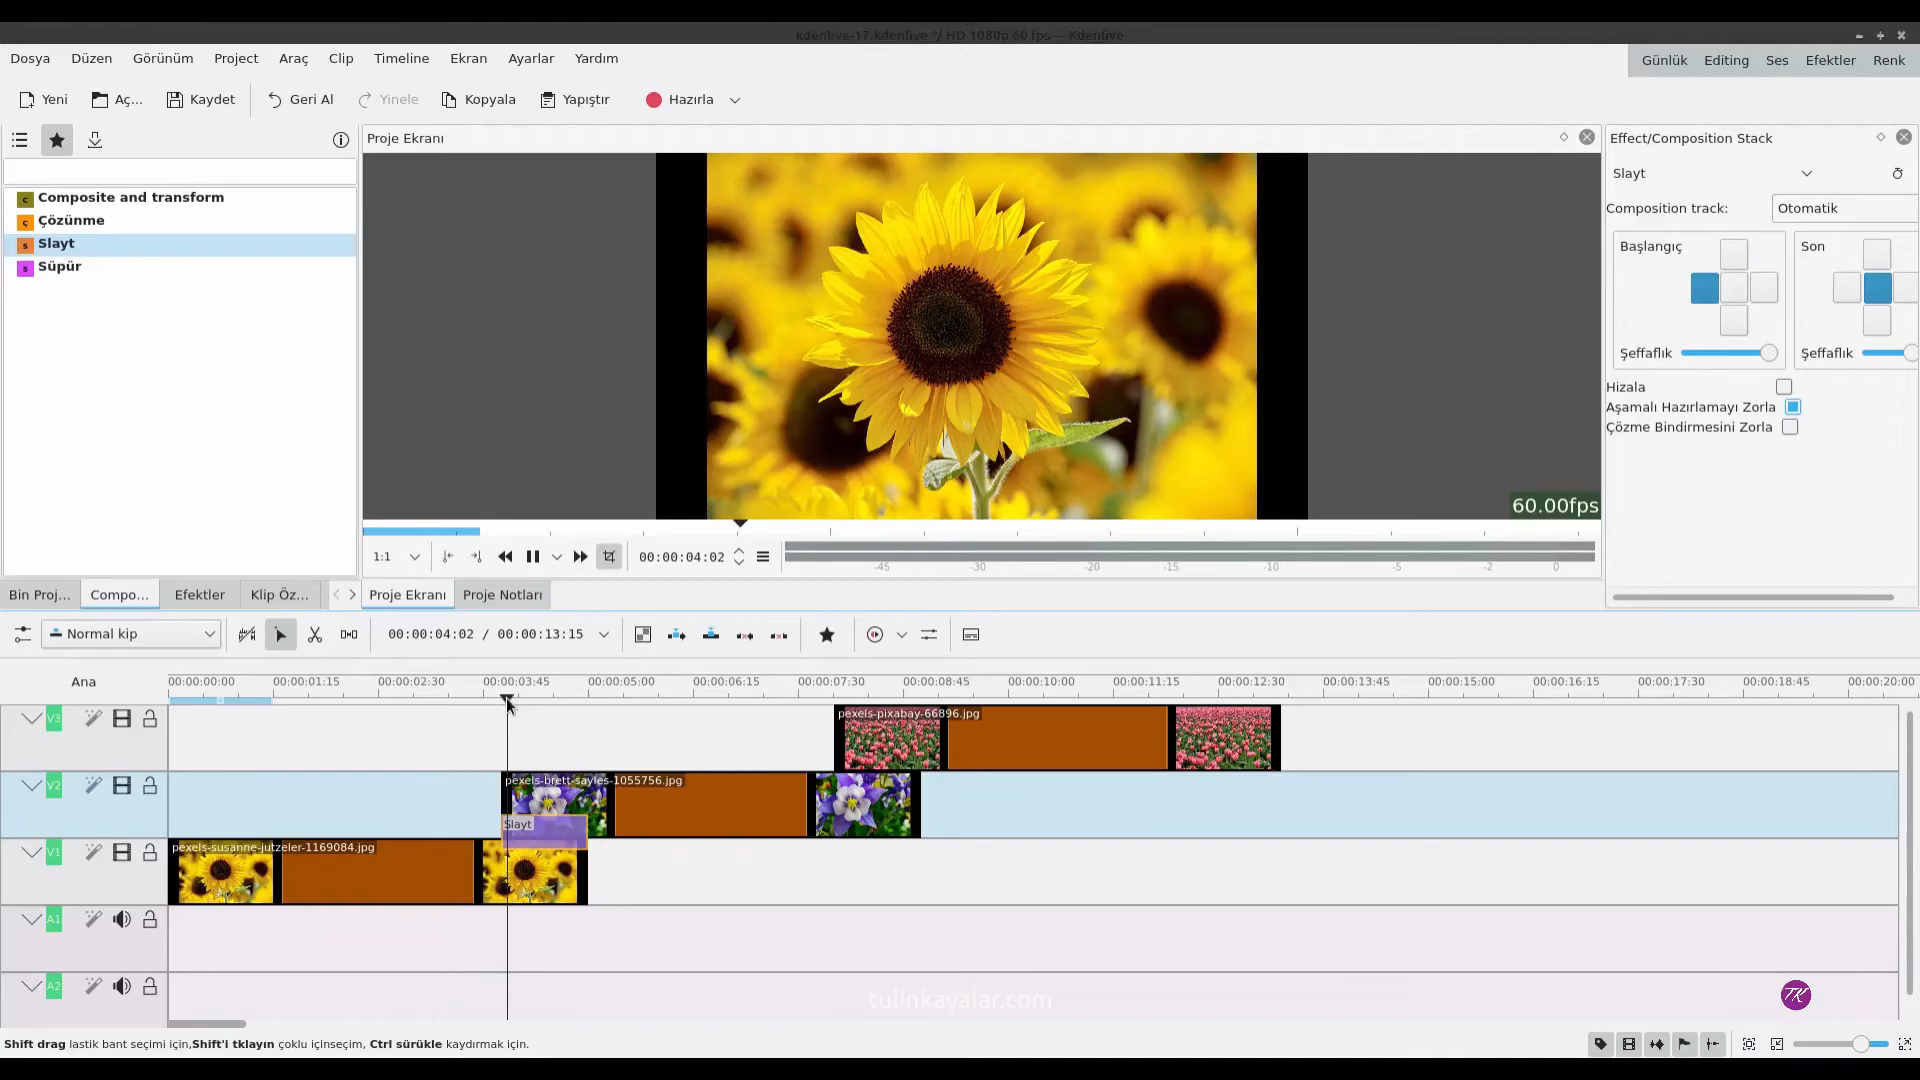 kdenlive-17.kdenlive */ HD 1080p 60 fps — Kdenlive
Dosya Düzen Görünüm Project Araç Clip Timeline Ekran Ayarlar Yardım
Günlük Editing Ses Efektler Renk
Yeni Aç... Kaydet Geri Al Yinele Kopyala Yapıştır Hazırla
Proje Ekranı
Effect/Composition Stack
c Composite and transform
ç Çözünme
s Slayt
s Süpür
60.00fps
Slayt
Composition track: Otomatik
Başlangıç Son
Şeffaflık Şeffaflık
Hizala
Aşamalı Hazırlamayı Zorla
Çözme Bindirmesini Zorla
1:1 00:00:04:02
-45 -30 -20 -15 -10 -5 -2 0
Bin Proj... Compo... Efektler Klip Öz... Proje Ekranı Proje Notları
Normal kip 00:00:04:02 / 00:00:13:15
Ana 00:00:00:00 00:00:01:15 00:00:02:30 00:00:03:45 00:00:05:00 00:00:06:15 00:00:07:30 00:00:08:45 00:00:10:00 00:00:11:15 00:00:12:30 00:00:13:45 00:00:15:00 00:00:16:15 00:00:17:30 00:00:18:45 00:00:20:00
V3 pexels-pixabay-66896.jpg
V2 pexels-brett-sayles-1055756.jpg
Slayt
V1 pexels-susanne-jutzeler-1169084.jpg
A1
A2
tulinkayalar.com
TK
Shift drag lastik bant seçimi için,Shift'i tklayın çoklu içinseçim, Ctrl sürükle kaydırmak için.